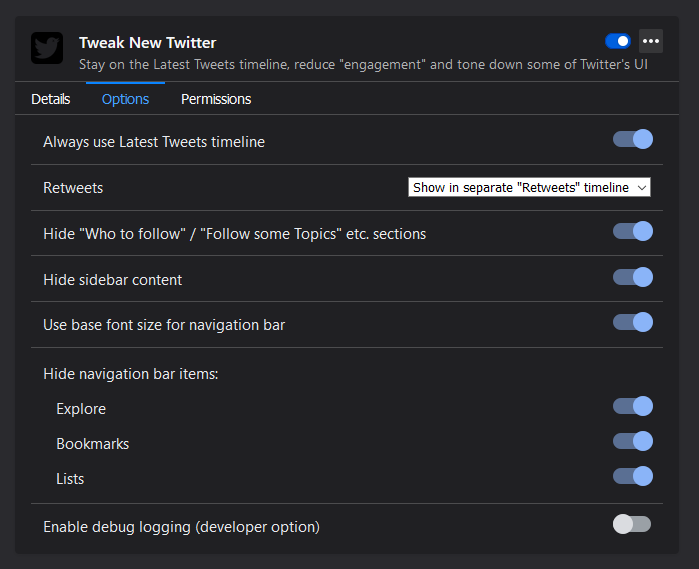 Tweak New Twitter
Stay on the Latest Tweets timeline, reduce "engagement" and tone down some of Twitter's UI
Details Options Permissions
Always use Latest Tweets timeline
Retweets Show in separate "Retweets" timeline
Hide "Who to follow" / "Follow some Topics" etc. sections
Hide sidebar content
Use base font size for navigation bar
Hide navigation bar items:
Explore
Bookmarks
Lists
Enable debug logging (developer option)